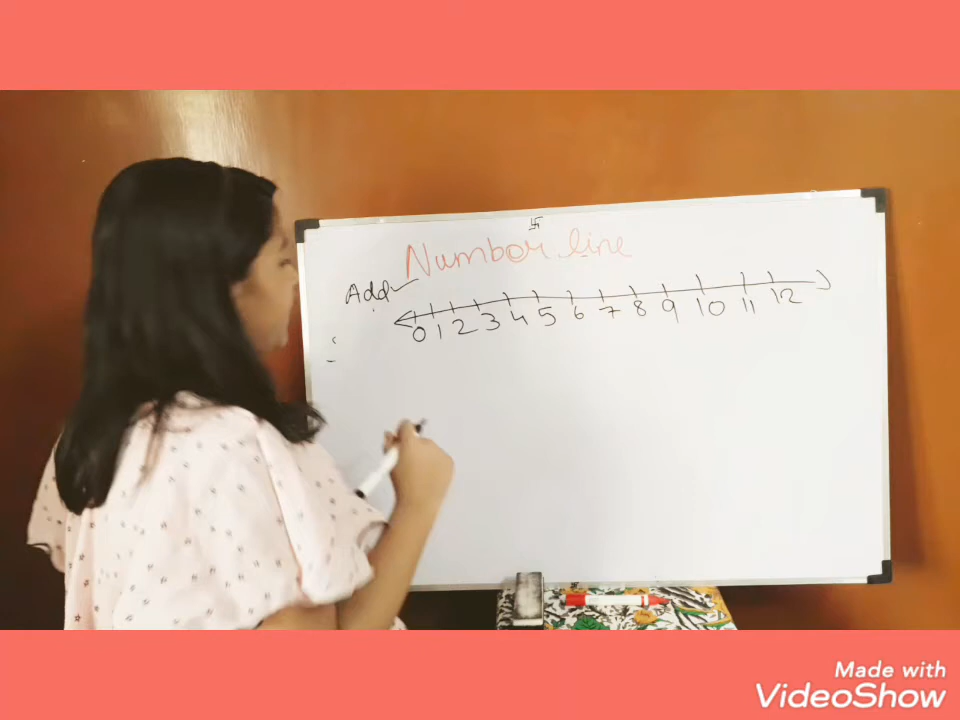 卐
Number line
Add
0 1 2 3 4 5 6 7 8 9 10 11 12
Made with
VideoShow